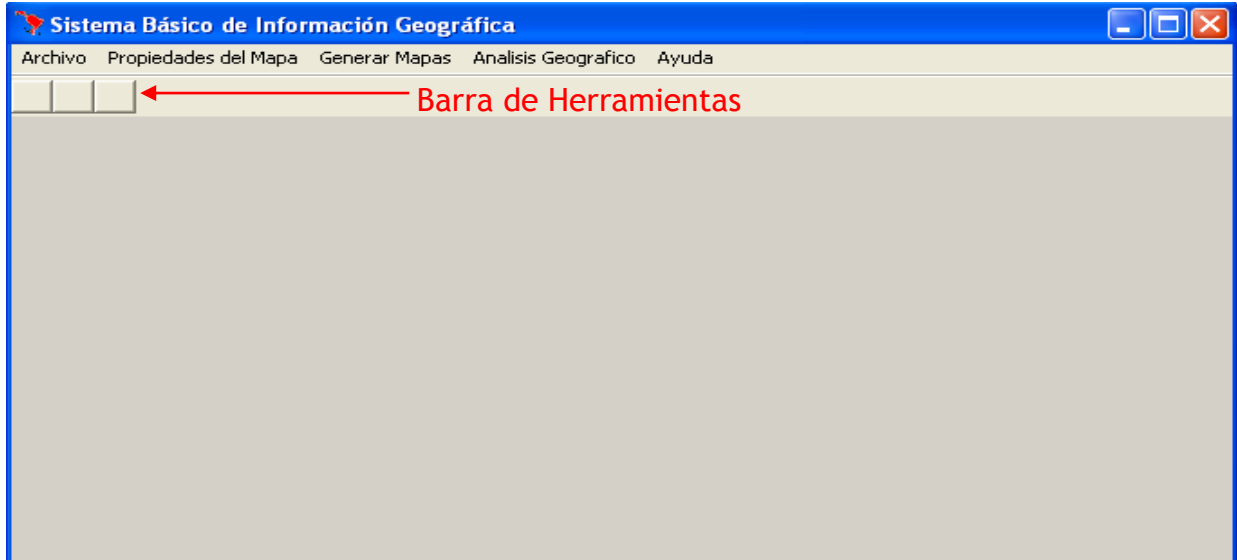 Sistema Básico de Información Geográfica
Archivo Propiedades del Mapa Generar Mapas Analisis Geografico Ayuda
Barra de Herramientas